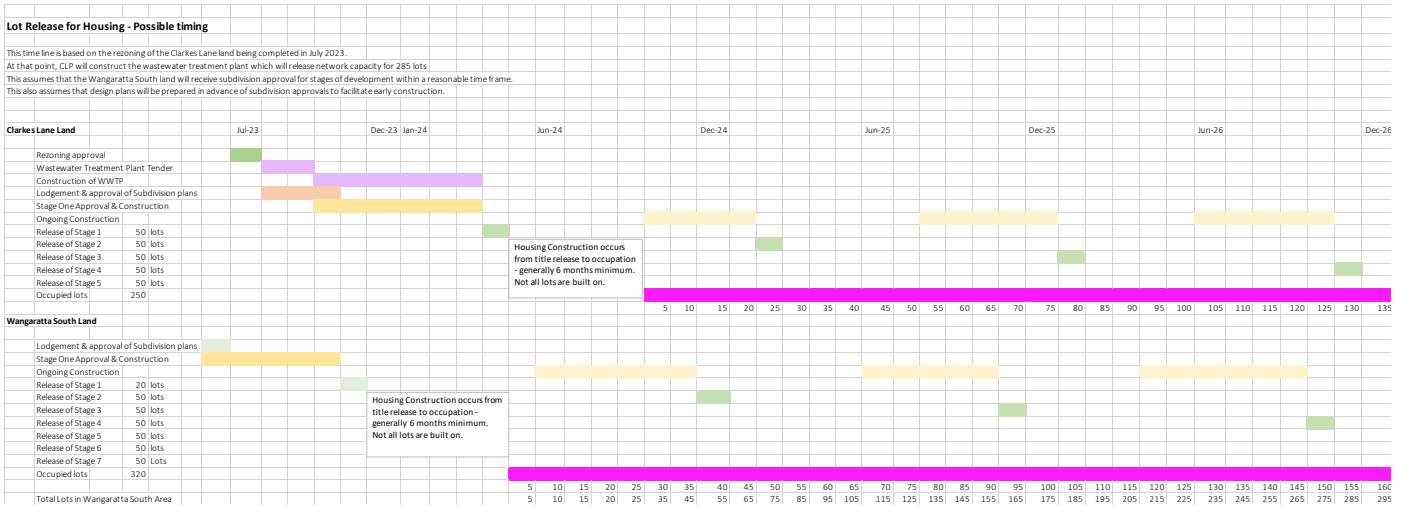 Lot Release for Housing - Possible timing
This time line is based on the rezoning of the Clarkes Lane land being completed in July 2023.
At that point, CLP will construct the wastewater treatment plant which will release network capacity for 285 lots
This assumes that the Wangaratta South land will receive subdivision approval for stages of development within a reasonable time frame.
This also assumes that design plans will be prepared in advance of subdivision approvals to facilitate early construction.
Clarkes Lane Land Jul-23 Dec-23 Jan-24 Jun-24 Dec-24 Jun-25 Dec-25 Jun-26 Dec-26
Rezoning approval
Wastewater Treatment Plant Tender
Construction of WWTP
Lodgement & approval of Subdivision plans
Stage One Approval & Construction
Ongoing Construction
Release of Stage 1 50 lots
Release of Stage 2 50 lots
Release of Stage 3 50 lots
Release of Stage 4 50 lots
Release of Stage 5 50 lots
Occupied lots 250
Housing Construction occurs
from title release to occupation
- generally 6 months minimum.
Not all lots are built on.
5 10 15 20 25 30 35 40 45 50 55 60 65 70 75 80 85 90 95 100 105 110 115 120 125 130 135
Wangaratta South Land
Lodgement & approval of Subdivision plans
Stage One Approval & Construction
Ongoing Construction
Release of Stage 1 20 lots
Release of Stage 2 50 lots
Release of Stage 3 50 lots
Release of Stage 4 50 lots
Release of Stage 5 50 lots
Release of Stage 6 50 lots
Release of Stage 7 50 Lots
Occupied lots 320
Housing Construction occurs from
title release to occupation -
generally 6 months minimum.
Not all lots are built on.
5 10 15 20 25 30 35 40 45 50 55 60 65 70 75 80 85 90 95 100 105 110 115 120 125 130 135 140 145 150 155 160
Total Lots in Wangaratta South Area 5 10 15 20 25 35 45 55 65 75 85 95 105 115 125 135 145 155 165 175 185 195 205 215 225 235 245 255 265 275 285 295